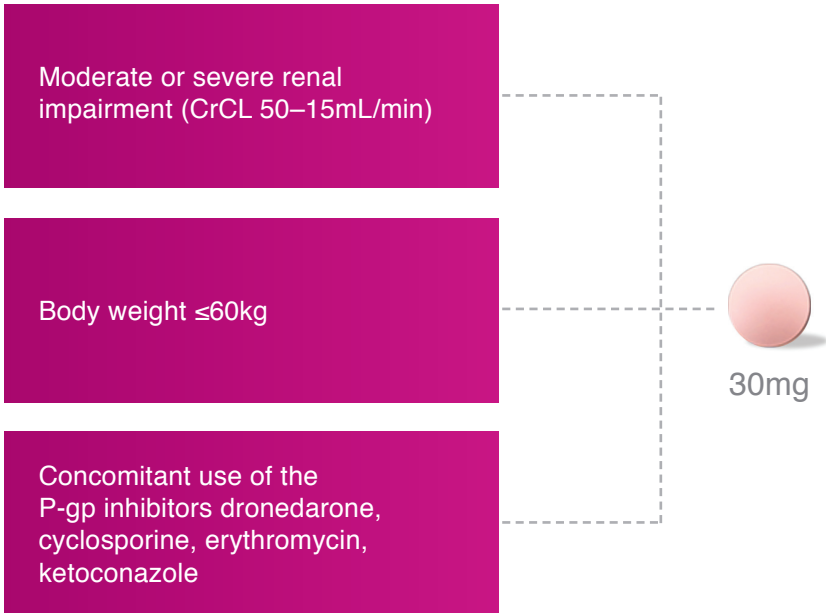 Moderate or severe renal
impairment (CrCL 50–15mL/min)
Body weight ≤60kg
30mg
Concomitant use of the
P-gp inhibitors dronedarone,
cyclosporine, erythromycin,
ketoconazole